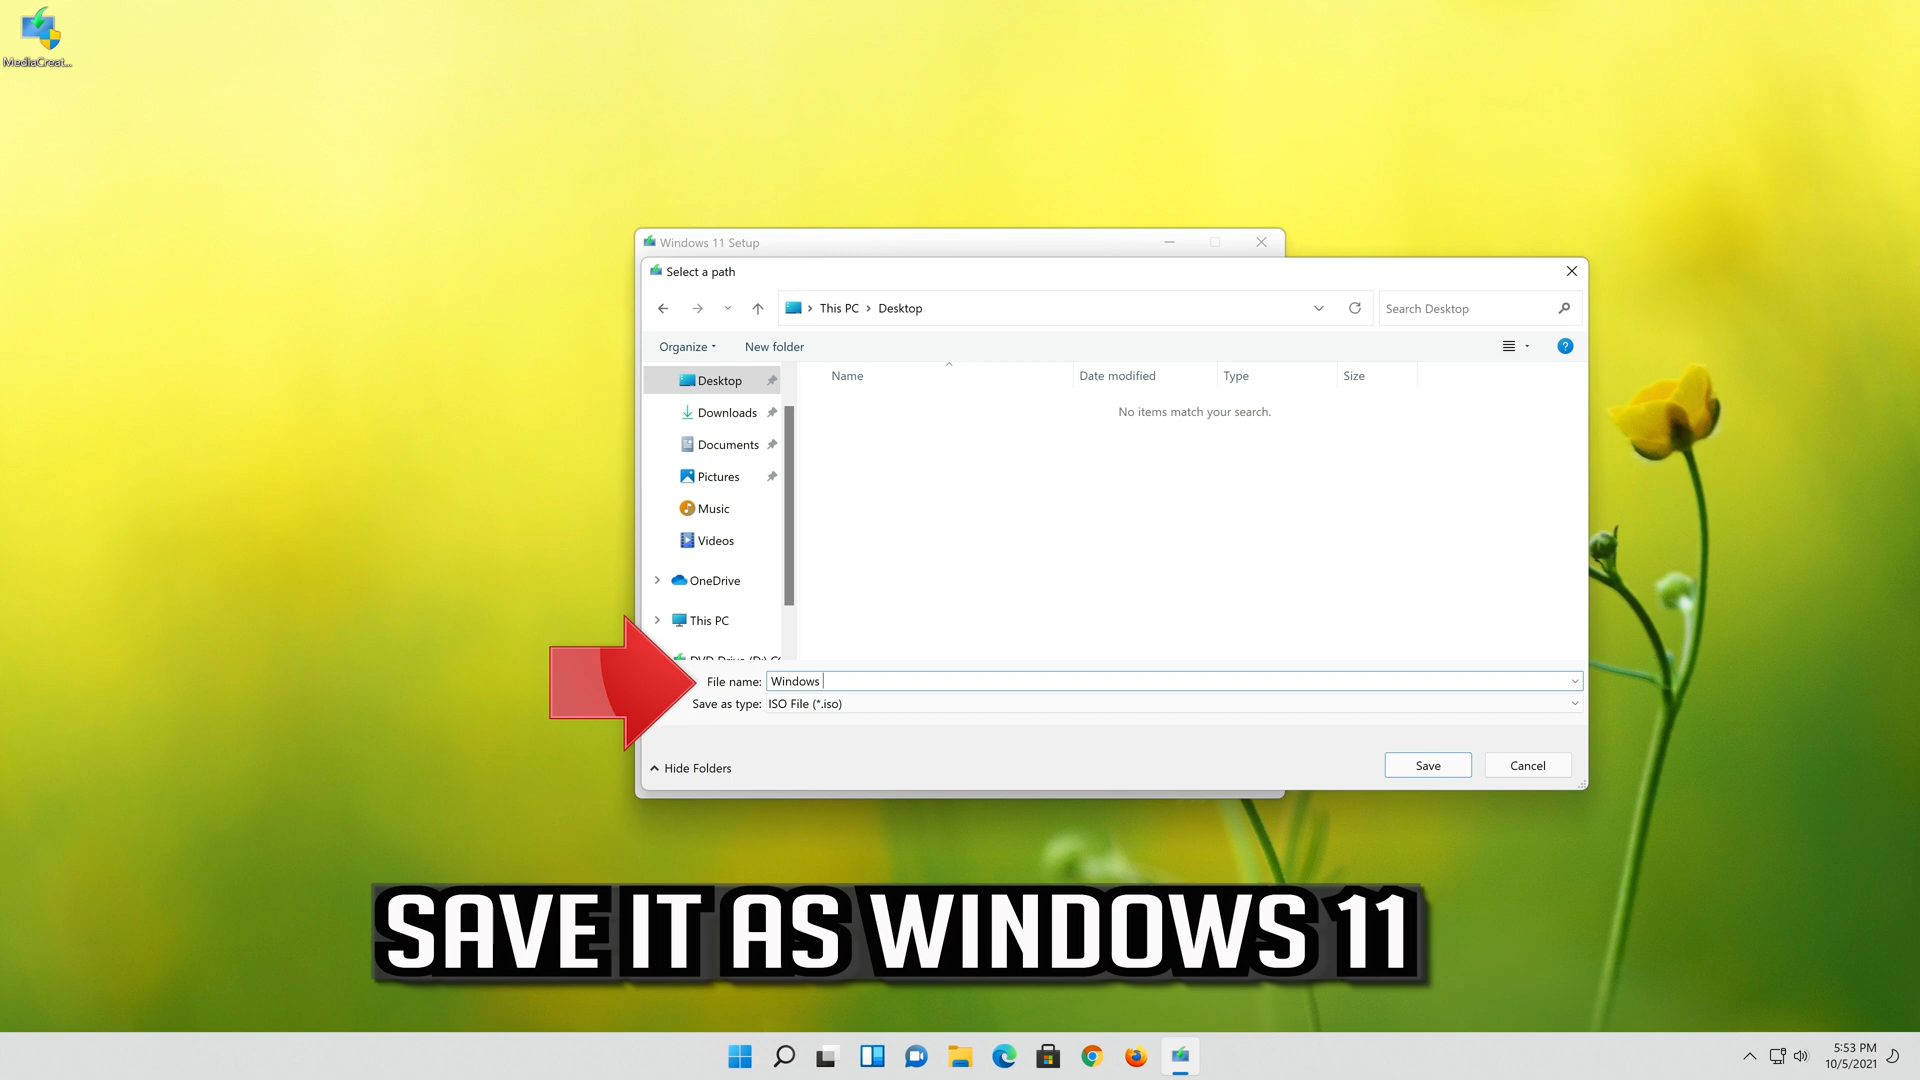 MediaCreat...
Windows 11 Setup
Select a path
This PC > Desktop
Search Desktop
Organize
New folder
Name
Date modified
Type
Size
No items match your search.
Desktop
Downloads
Documents
Pictures
Music
Videos
OneDrive
This PC
DVD Drive (D:)
File name: Windows
Save as type: ISO File (*.iso)
Hide Folders
Save
Cancel
SAVE IT AS WINDOWS 11
5:53 PM
10/5/2021